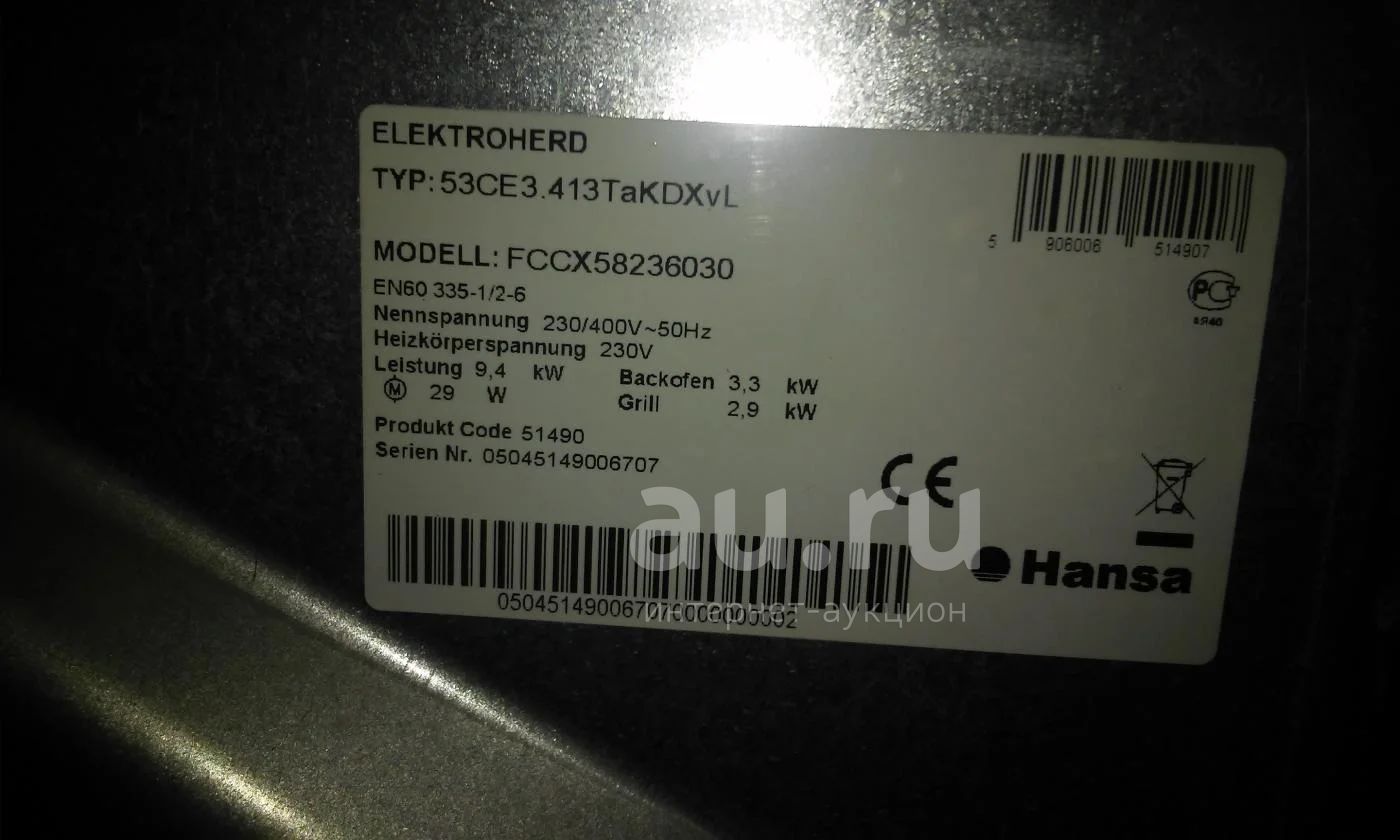 ELEKTROHERD
TYP: 53CE3.413TaKDXvL
5 906006 514907
MODELL: FCCX58236030
EN60 335-1/2-6
Nennspannung 230/400V~50Hz
Heizkörperspannung 230V
Leistung 9,4 kW Backofen 3,3 kW
M 29 W Grill 2,9 kW
Produkt Code 51490
Serien Nr. 05045149006707
CE
au.ru
Hansa
интернет-аукцион